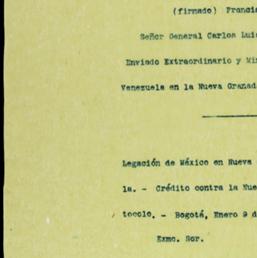 (firmado) Francis
Señor General Carlos Luis
Enviado Extraordinario y Min
Venezuela en la Nueva Granad
Legación de México en Nueva
la. - Crédito contra la Nue
tocolo. - Bogotá, Enero 9 d
Exmo. Sor.